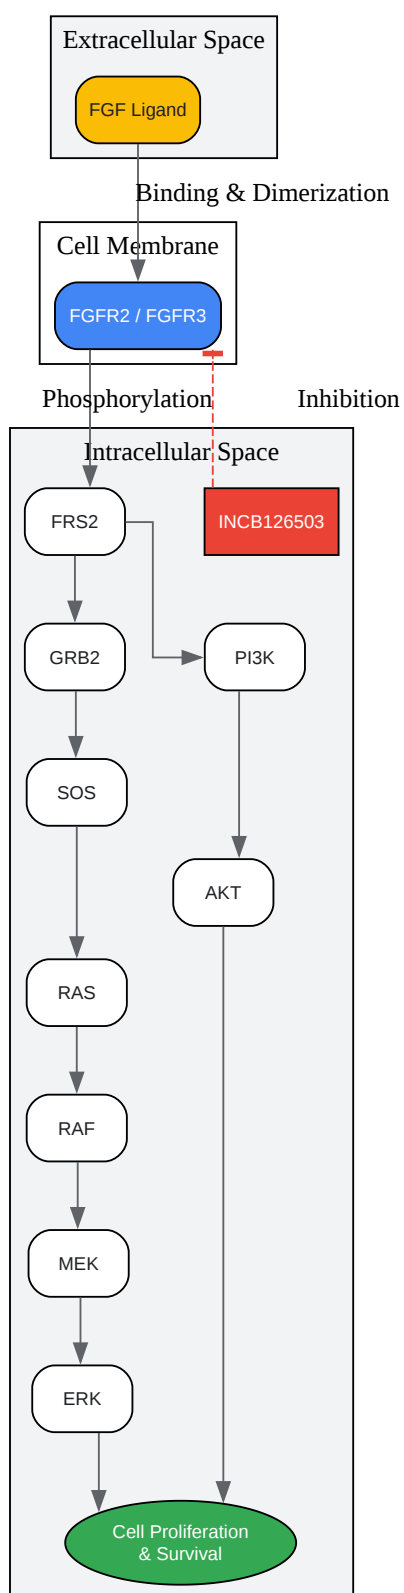 Extracellular Space
FGF Ligand
Binding & Dimerization
Cell Membrane
FGFR2 / FGFR3
Phosphorylation
Inhibition
Intracellular Space
FRS2
INCB126503
GRB2
PI3K
SOS
AKT
RAS
RAF
MEK
ERK
Cell Proliferation
& Survival